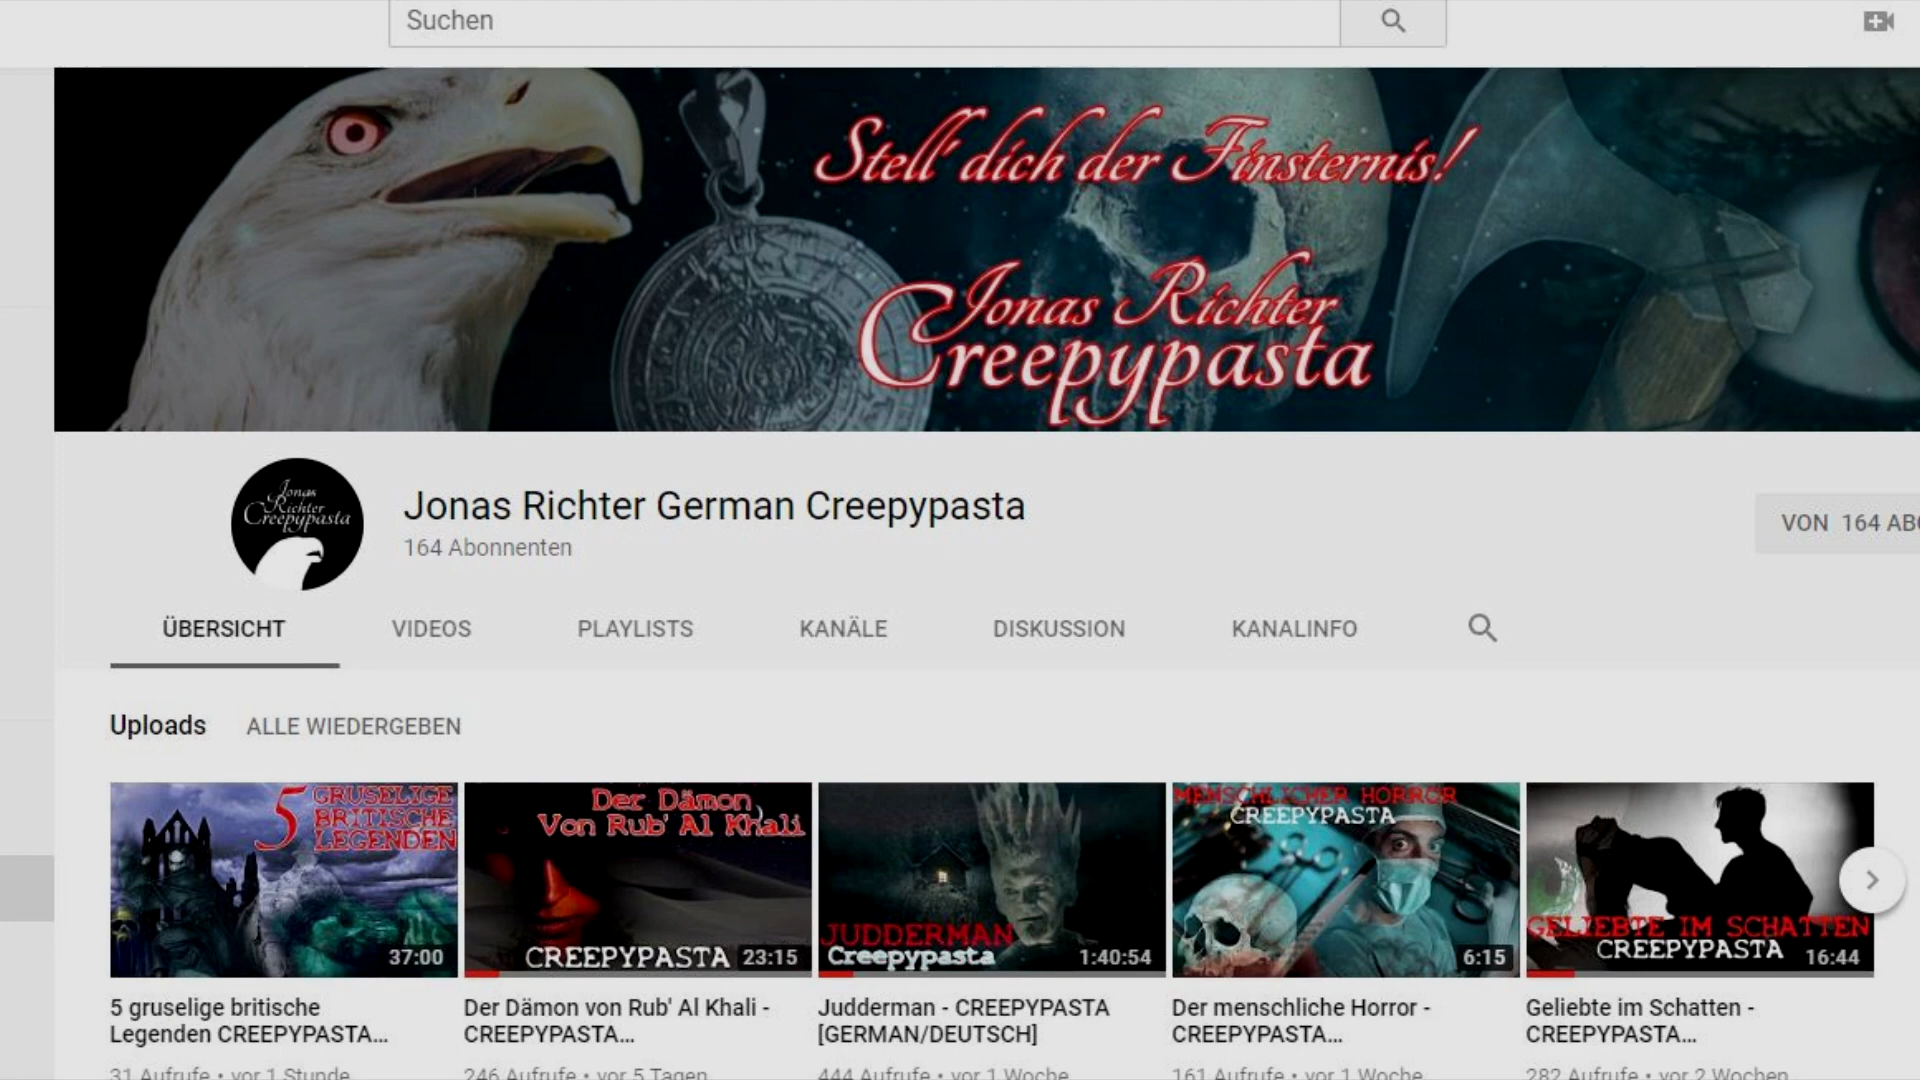 Suchen
Stell' dich der Finsternis!
Jonas Richter
Creepypasta
Jonas
Richter
Creepypasta
Jonas Richter German Creepypasta
164 Abonnenten
VON 164 AB
ÜBERSICHT VIDEOS PLAYLISTS KANÄLE DISKUSSION KANALINFO
Uploads ALLE WIEDERGEBEN
5 GRUSELIGE
BRITISCHE
LEGENDEN
37:00
Der Dämon
Von Rub' Al Khali
CREEPYPASTA 23:15
JUDDERMAN
Creepypasta 1:40:54
MENSCHLICHER HORROR
CREEPYPASTA
6:15
GELIEBTE IM SCHATTEN
CREEPYPASTA 16:44
5 gruselige britische
Legenden CREEPYPASTA...
31 Aufrufe • vor 1 Stunde
Der Dämon von Rub' Al Khali -
CREEPYPASTA...
246 Aufrufe • vor 5 Tagen
Judderman - CREEPYPASTA
[GERMAN/DEUTSCH]
444 Aufrufe • vor 1 Woche
Der menschliche Horror -
CREEPYPASTA...
161 Aufrufe • vor 1 Woche
Geliebte im Schatten -
CREEPYPASTA...
282 Aufrufe • vor 2 Wochen